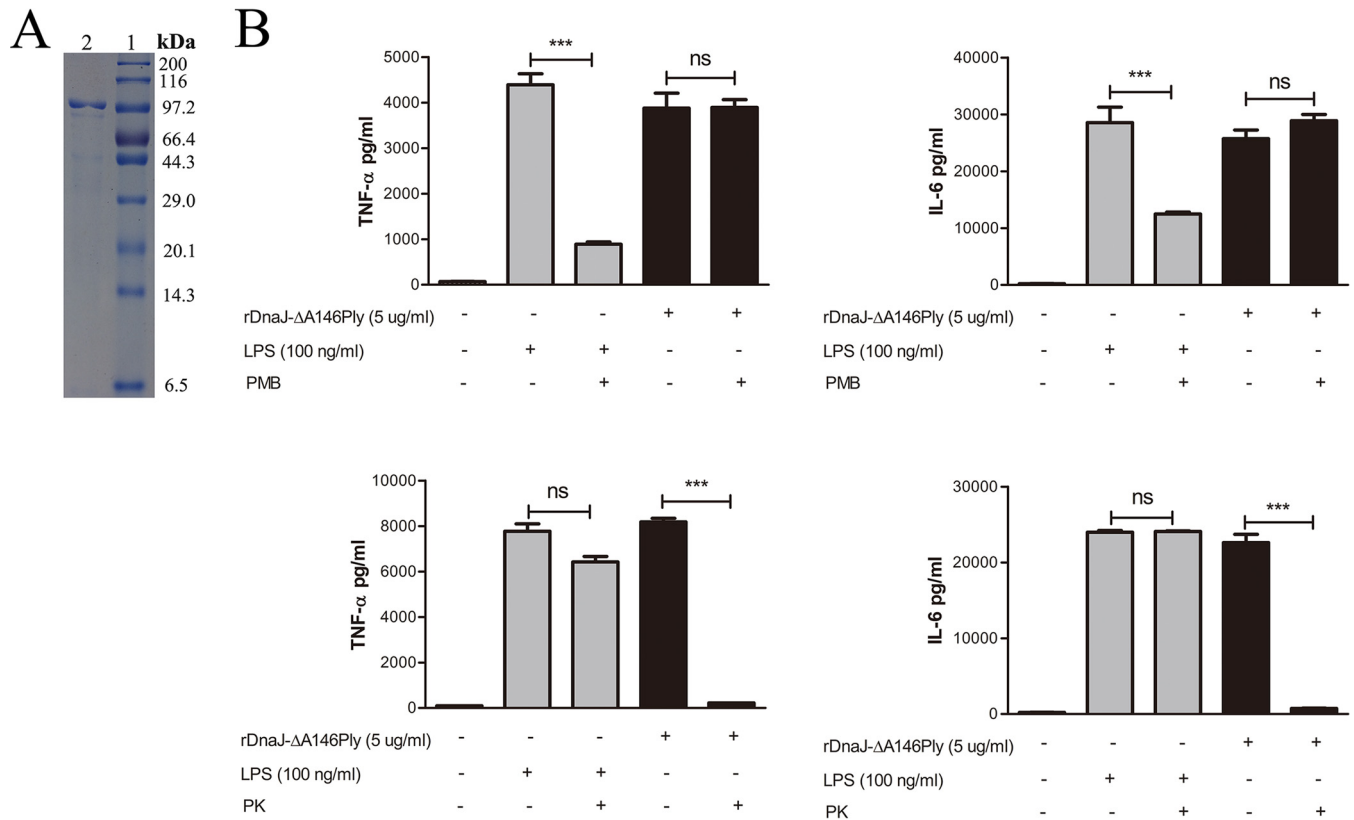 A
2 1 kDa
200
116
97.2
66.4
44.3
29.0
20.1
14.3
6.5
B
TNF-α pg/ml
5000
4000
3000
2000
1000
0
***
ns
rDnaJ-ΔA146Ply (5 ug/ml) - - - + +
LPS (100 ng/ml) - + + - -
PMB - - + - +
IL-6 pg/ml
40000
30000
20000
10000
0
***
ns
rDnaJ-ΔA146Ply (5 ug/ml) - - - + +
LPS (100 ng/ml) - + + - -
PMB - - + - +
TNF-α pg/ml
10000
8000
6000
4000
2000
0
ns
***
rDnaJ-ΔA146Ply (5 ug/ml) - - - + +
LPS (100 ng/ml) - + + - -
PK - - + - +
IL-6 pg/ml
30000
20000
10000
0
ns
***
rDnaJ-ΔA146Ply (5 ug/ml) - - - + +
LPS (100 ng/ml) - + + - -
PK - - + - +